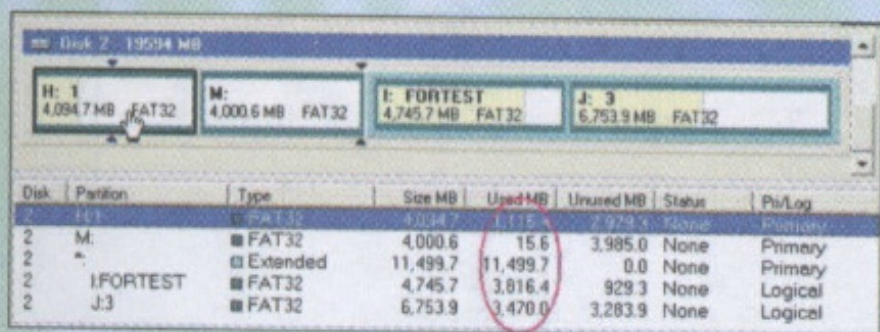 Disk 2 - 19594 MB
H: 1
4,094.7 MB FAT32
M:
4,000.6 MB FAT32
I: FORTEST
4,745.7 MB FAT32
J: 3
6,753.9 MB FAT32
Disk Partition Type Size MB Used MB Unused MB Status Pri/Log
2 H:1 FAT32 4,094.7 1,115.4 2,979.3 None Primary
2 M: FAT32 4,000.6 15.6 3,985.0 None Primary
2 *: Extended 11,499.7 11,499.7 0.0 None Primary
2 I:FORTEST FAT32 4,745.7 3,816.4 929.3 None Logical
2 J:3 FAT32 6,753.9 3,470.0 3,283.9 None Logical